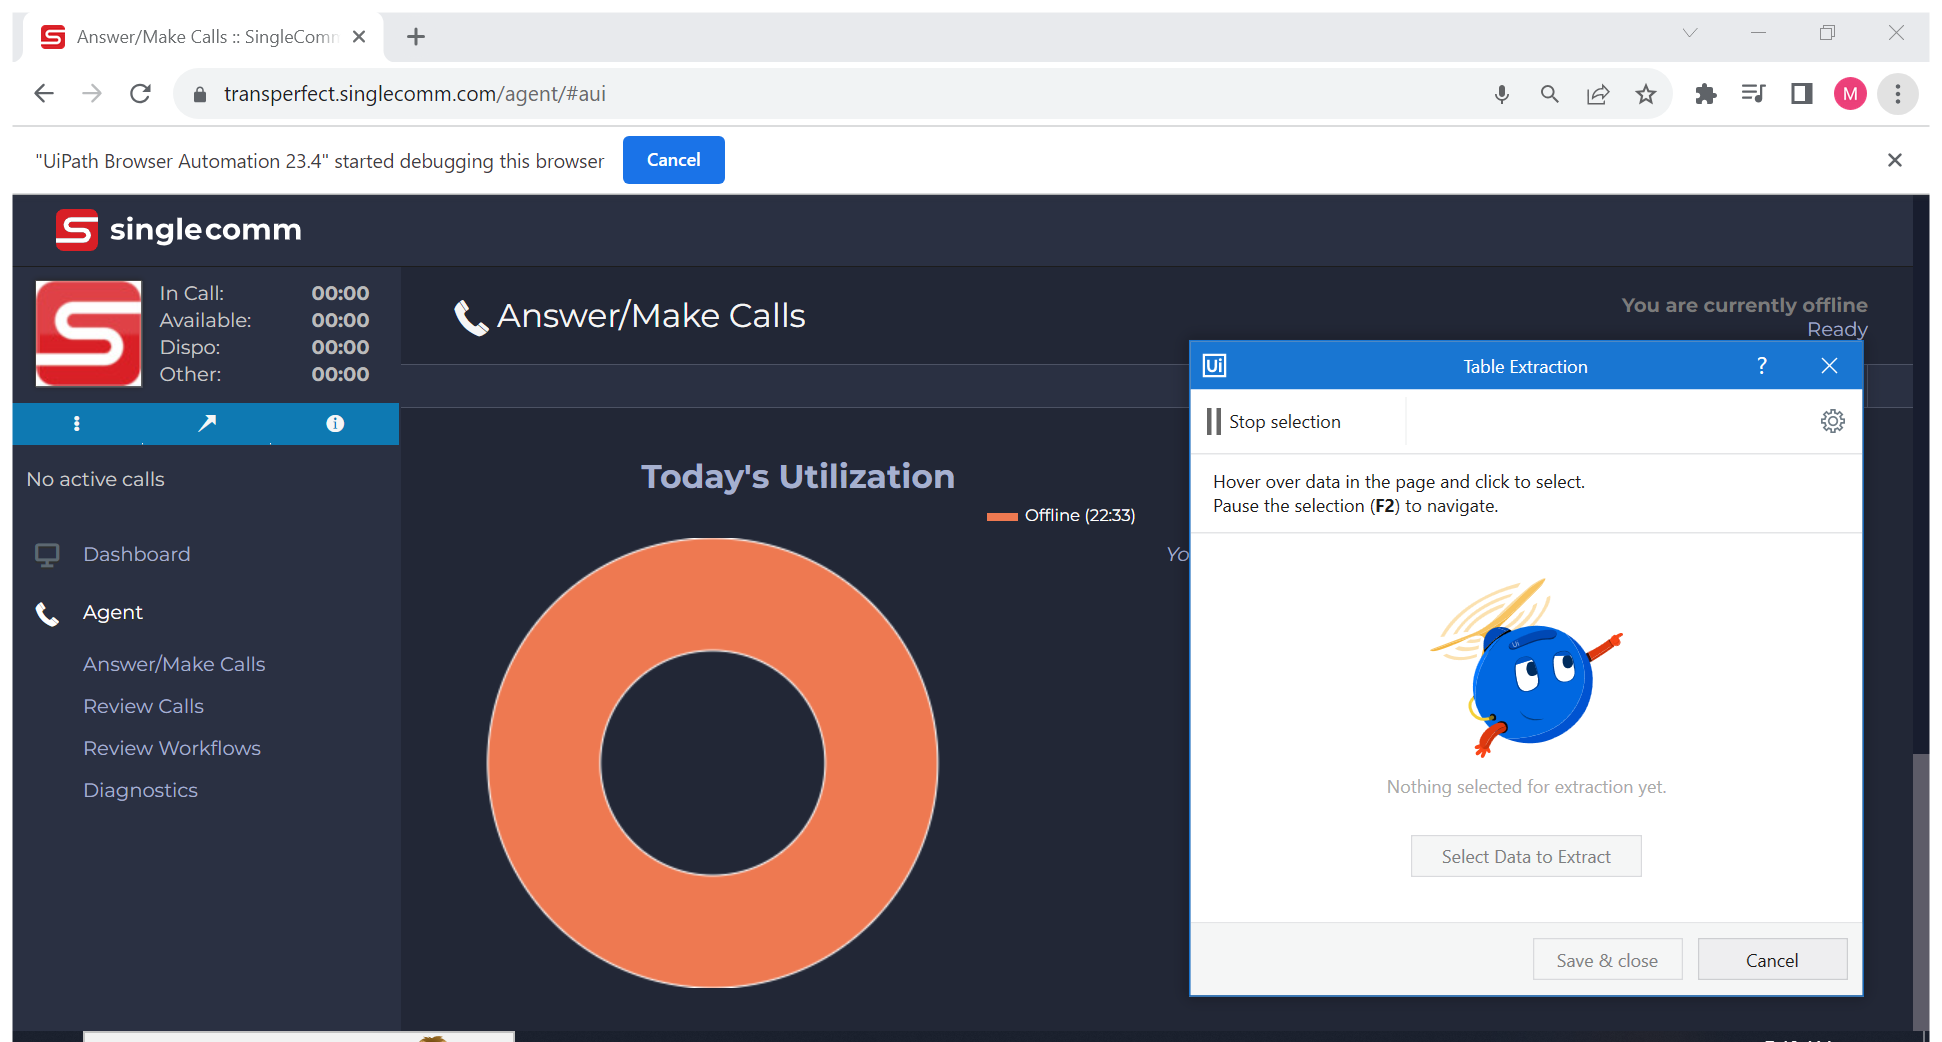 Answer/Make Calls :: SingleComm
transperfect.singlecomm.com/agent/#aui
M
"UiPath Browser Automation 23.4" started debugging this browser
Cancel
singlecomm
In Call: 00:00
Available: 00:00
Dispo: 00:00
Other: 00:00
Answer/Make Calls
You are currently offline
Ready
No active calls
Dashboard
Agent
Answer/Make Calls
Review Calls
Review Workflows
Diagnostics
Today's Utilization
Offline (22:33)
Yo
Ui
Table Extraction
?
Stop selection
Hover over data in the page and click to select.
Pause the selection (F2) to navigate.
Nothing selected for extraction yet.
Select Data to Extract
Save & close
Cancel